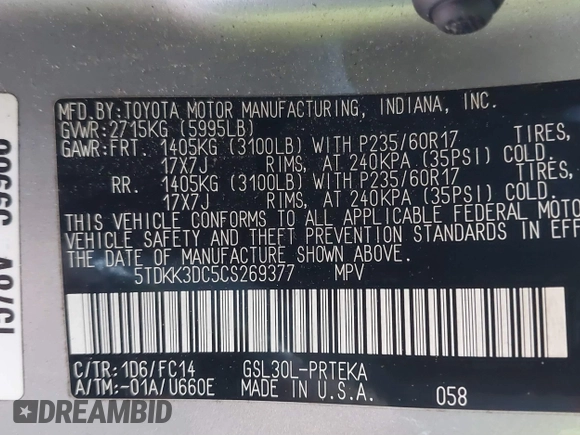 MFD.BY:TOYOTA MOTOR MANUFACTURING, INDIANA, INC.
GVWR:2715KG (5995LB)
GAWR:FRT. 1405KG (3100LB) WITH P235/60R17 TIRES,
17X7J RIMS, AT 240KPA (35PSI) COLD.
RR. 1405KG (3100LB) WITH P235/60R17 TIRES,
17X7J RIMS, AT 240KPA (35PSI) COLD.
THIS VEHICLE CONFORMS TO ALL APPLICABLE FEDERAL MOTO
VEHICLE SAFETY AND THEFT PREVENTION STANDARDS IN EFF
THE DATE OF MANUFACTURE SHOWN ABOVE.
5TDKK3DC5CS269377 MPV
C/TR:1D6/FC14 GSL30L-PRTEKA
A/TM:-01A/U660E MADE IN U.S.A. 058
DREAMBID